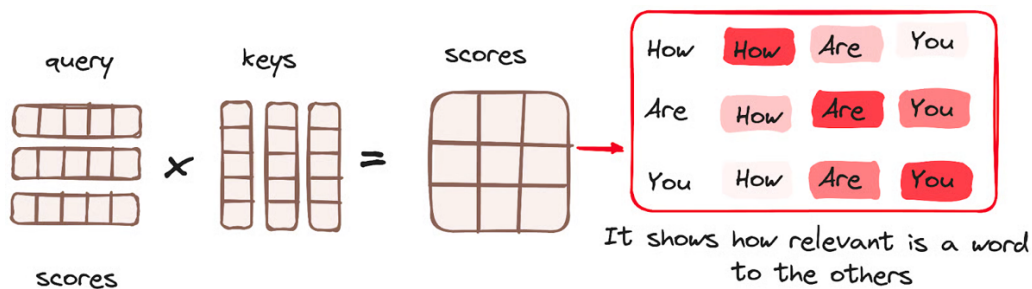 query
keys
scores
How How Are You
Are How Are You
You How Are You
It shows how relevant is a word
to the others
scores